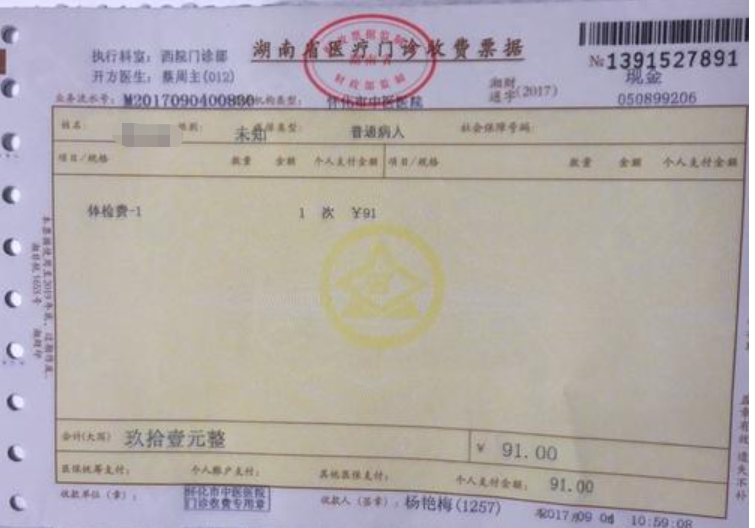 执行科室: 西院门诊部
湖南省医疗门诊收费票据
开方医生: 蔡周主(012)
№1391527891
现金
湘财通字(2017)
050899206
业务流水号: M2017090400830
机构类型:
怀化市中医医院
姓名:
性别: 未知
医保类型: 普通病人
社会保障号码:
项目/规格 数量 金额 个人支付金额 项目/规格 数量 金额 个人支付金额
体检费-1 1 次 ¥91
合计(大写) 玖拾壹元整 ¥ 91.00
医保统筹支付: 个人账户支付: 其他医保支付: 个人支付金额: 91.00
收款单位(章): 怀化市中医医院
门诊收费专用章
收款人(签章): 杨艳梅(1257)
2017 09 04 10:59:08